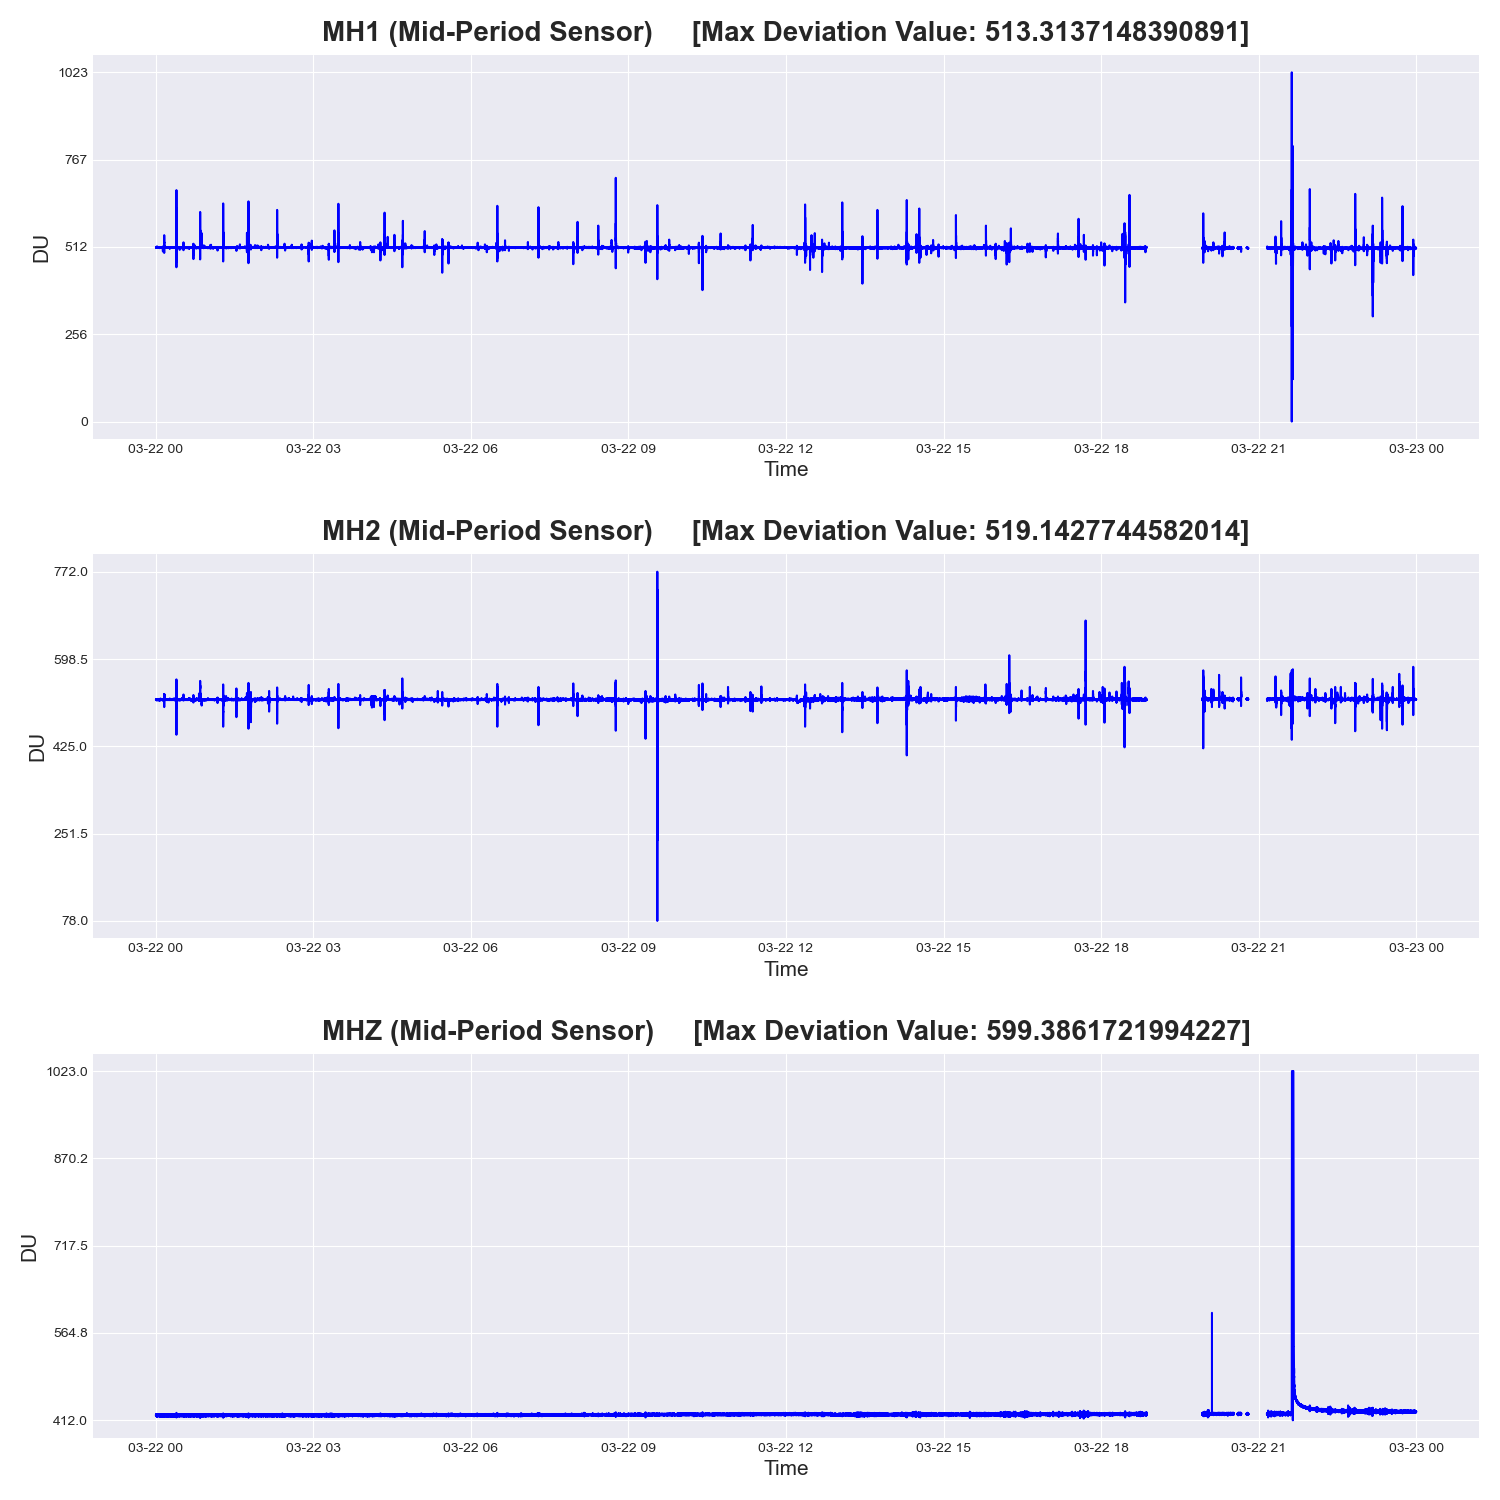 MH1 (Mid-Period Sensor) [Max Deviation Value: 513.3137148390891]
1023
767
512
256
0
DU
03-22 00 03-22 03 03-22 06 03-22 09 03-22 12 03-22 15 03-22 18 03-22 21 03-23 00
Time
MH2 (Mid-Period Sensor) [Max Deviation Value: 519.1427744582014]
772.0
598.5
425.0
251.5
78.0
DU
03-22 00 03-22 03 03-22 06 03-22 09 03-22 12 03-22 15 03-22 18 03-22 21 03-23 00
Time
MHZ (Mid-Period Sensor) [Max Deviation Value: 599.3861721994227]
1023.0
870.2
717.5
564.8
412.0
DU
03-22 00 03-22 03 03-22 06 03-22 09 03-22 12 03-22 15 03-22 18 03-22 21 03-23 00
Time